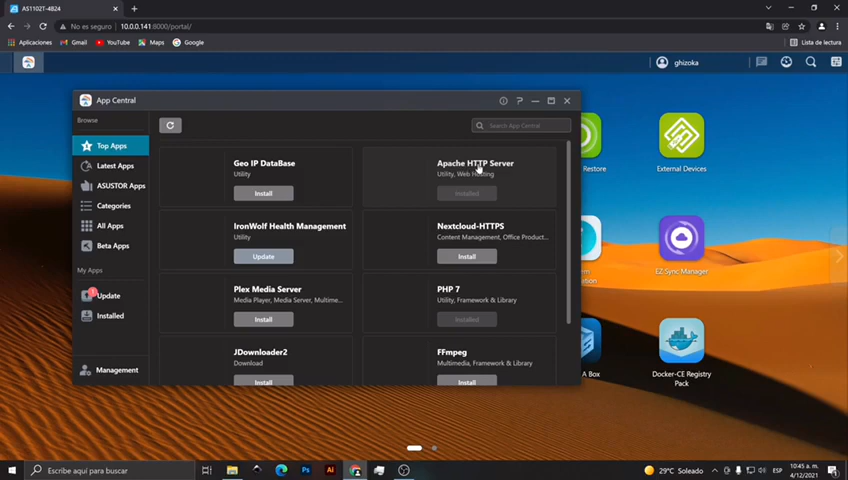 AS1102T-4B24
No es seguro
10.0.0.141:8000/portal/
Aplicaciones
Gmail
YouTube
Maps
Google
Lista de lectura
ghizoka
App Central
Browse
Search App Central
Top Apps
Latest Apps
ASUSTOR Apps
Categories
All Apps
Beta Apps
My Apps
1
Update
Installed
Management
Geo IP DataBase
Utility
Install
Apache HTTP Server
Utility, Web Hosting
Installed
IronWolf Health Management
Utility
Update
Nextcloud-HTTPS
Content Management, Office Product...
Install
Plex Media Server
Media Player, Media Server, Multime...
Install
PHP 7
Utility, Framework & Library
Installed
JDownloader2
Install
FFmpeg
Multimedia, Framework & Library
Install
Restore
External Devices
EZ Sync Manager
A Box
Docker-CE Registry
Pack
Escribe aquí para buscar
Ps
Ai
29°C Soleado
ESP
10:45 a. m.
4/12/2021